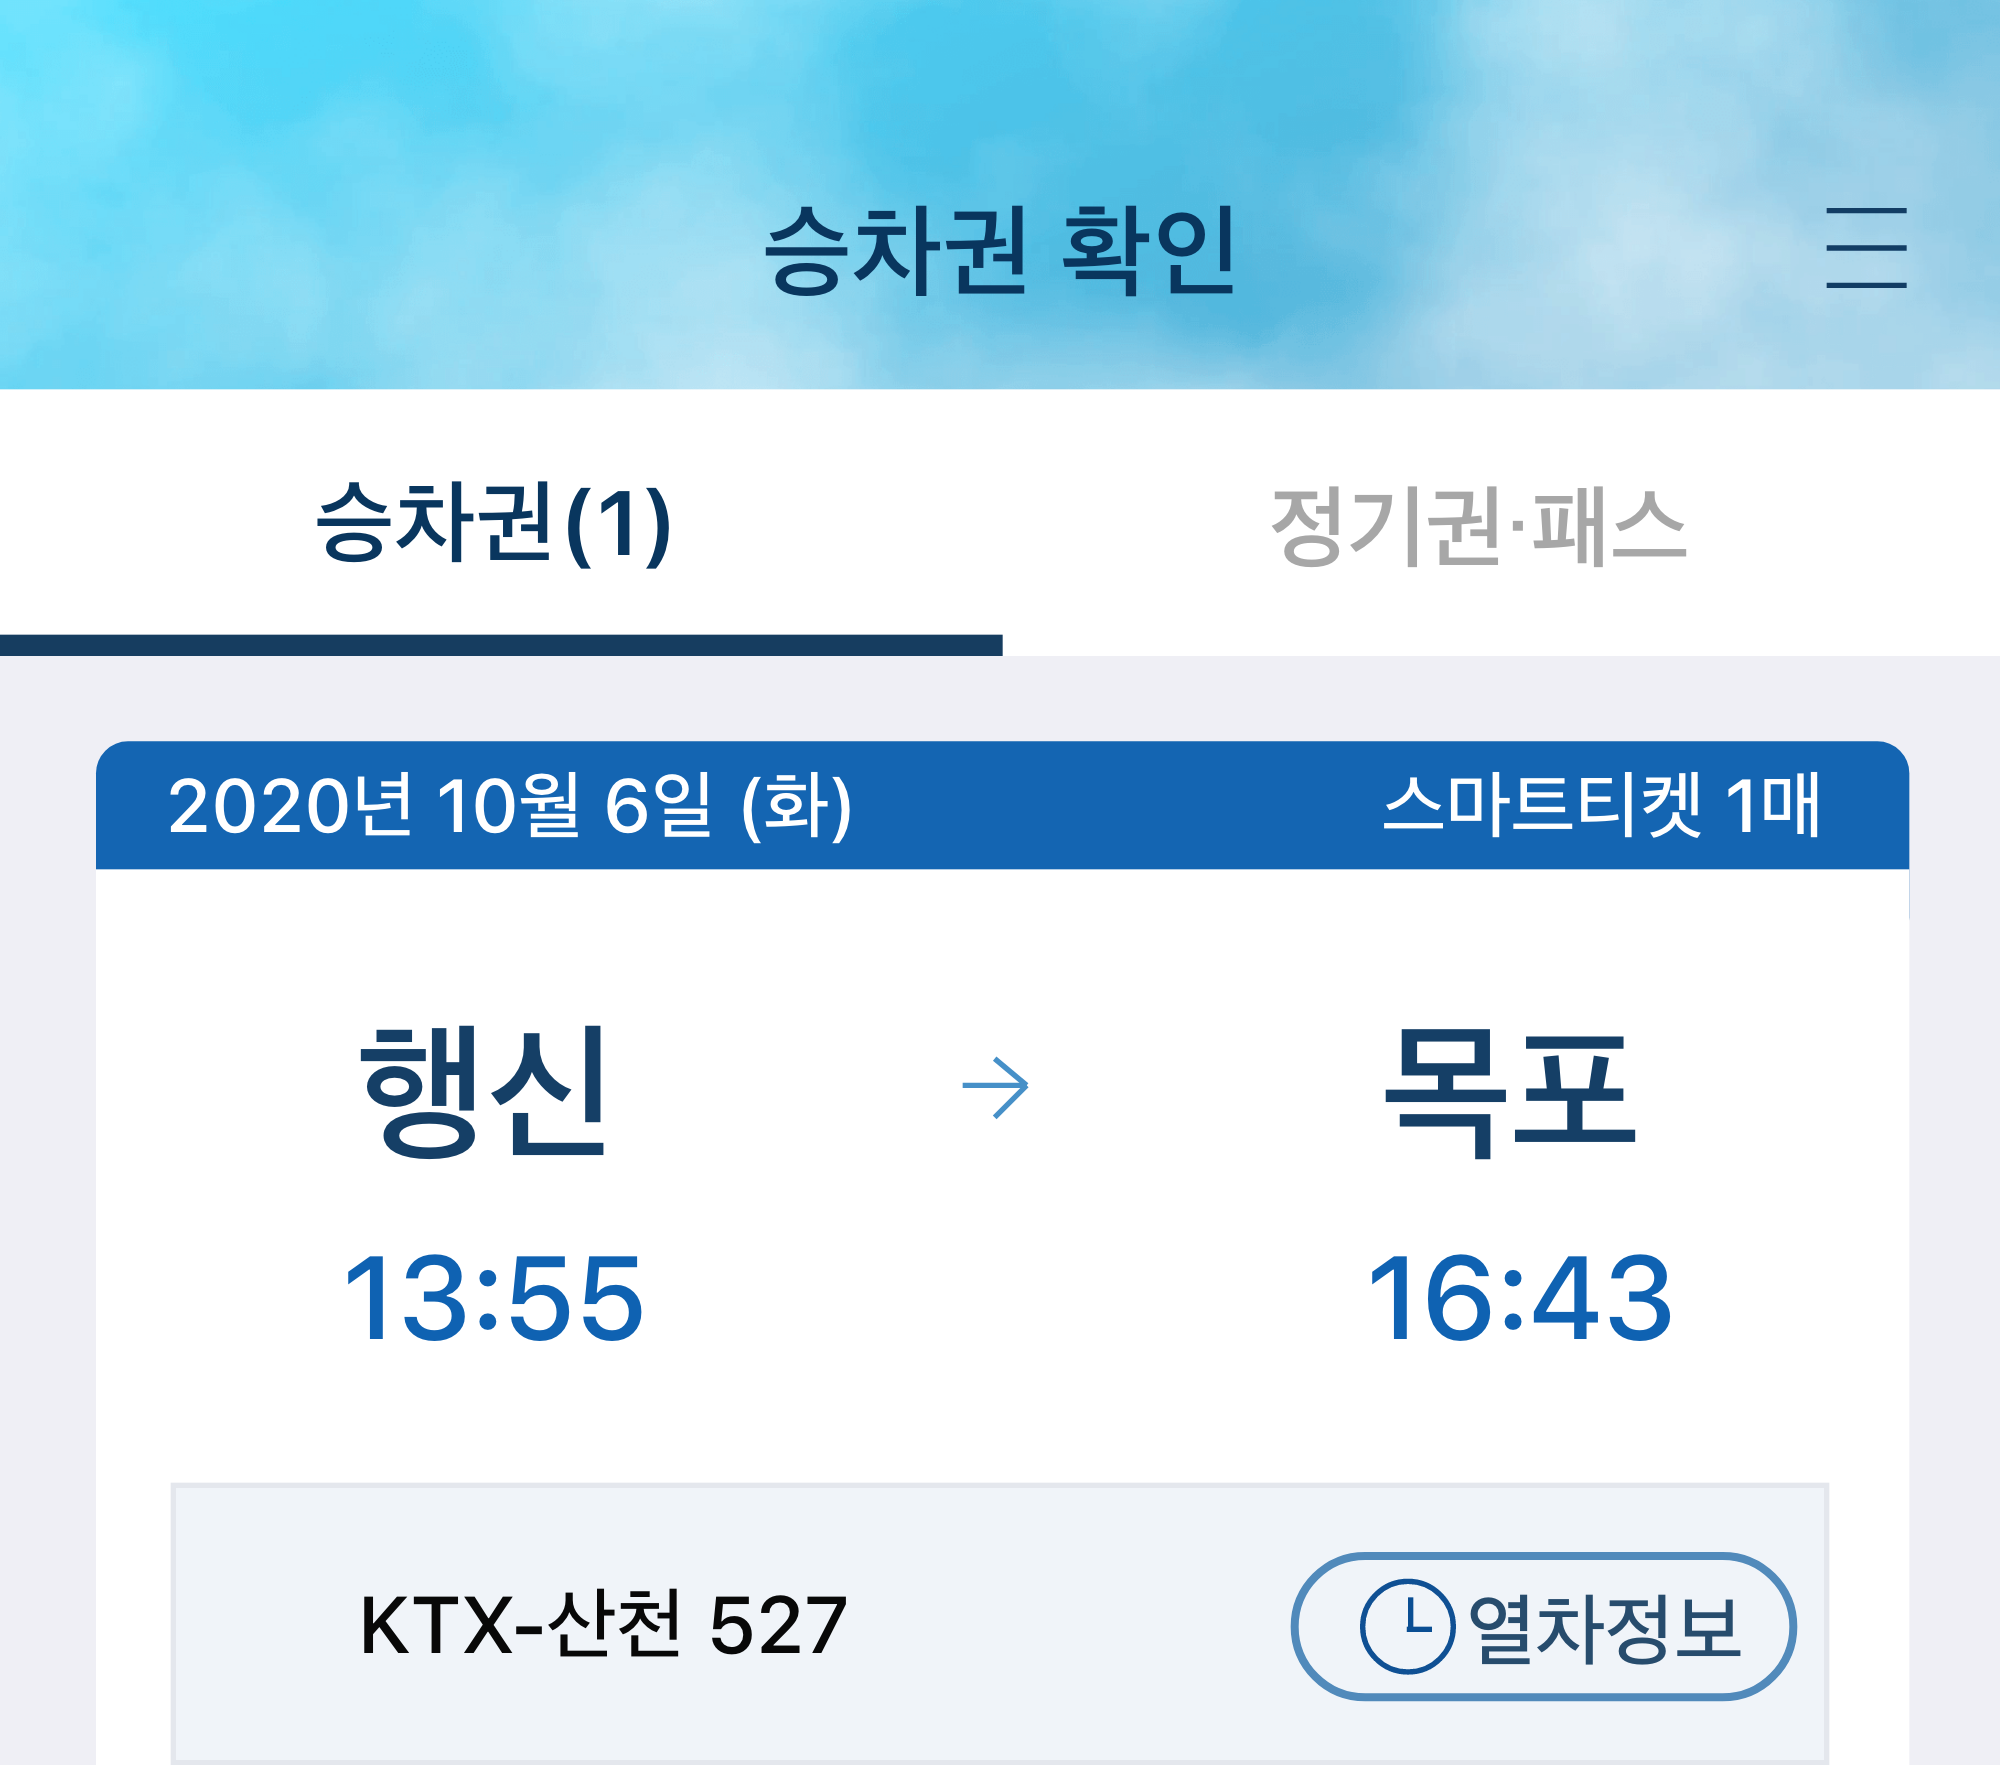 승차권 확인
승차권(1)
정기권·패스
2020년 10월 6일 (화)
스마트티켓 1매
행신
목포
13:55
16:43
KTX-산천 527
열차정보